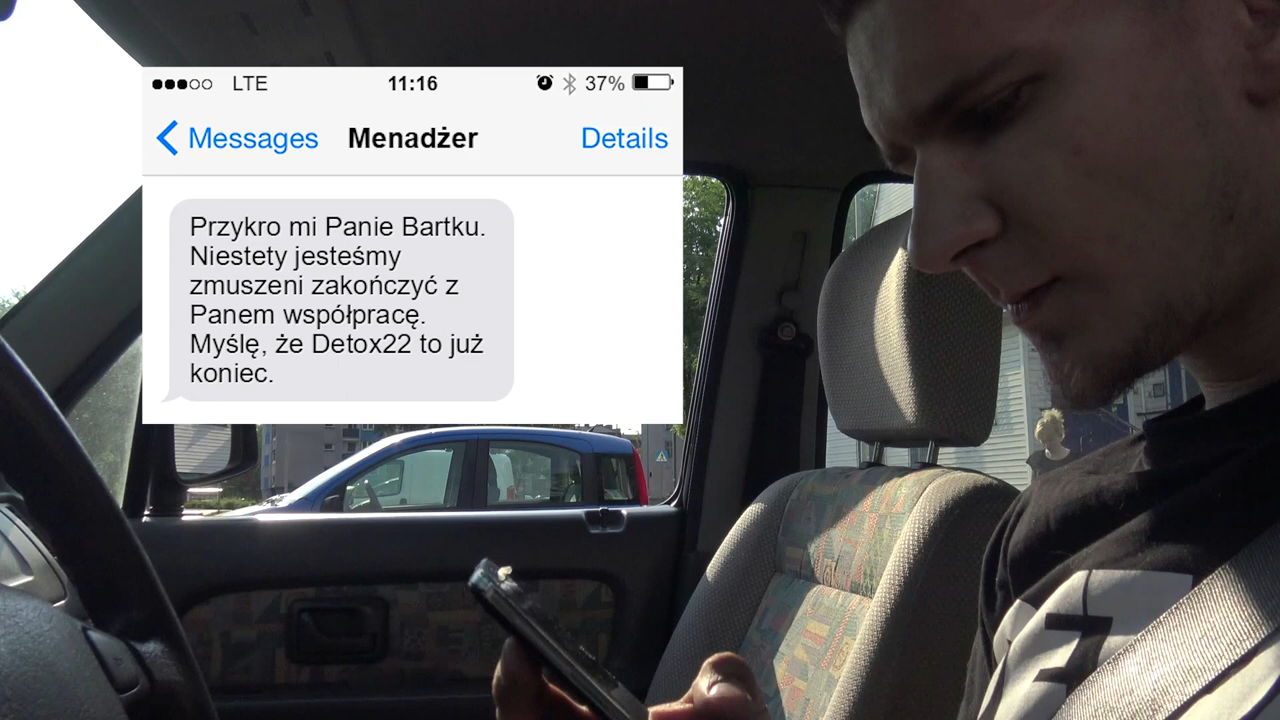 LTE 11:16 37%
Messages Menadżer Details
Przykro mi Panie Bartku.
Niestety jesteśmy
zmuszeni zakończyć z
Panem współpracę.
Myślę, że Detox22 to już
koniec.